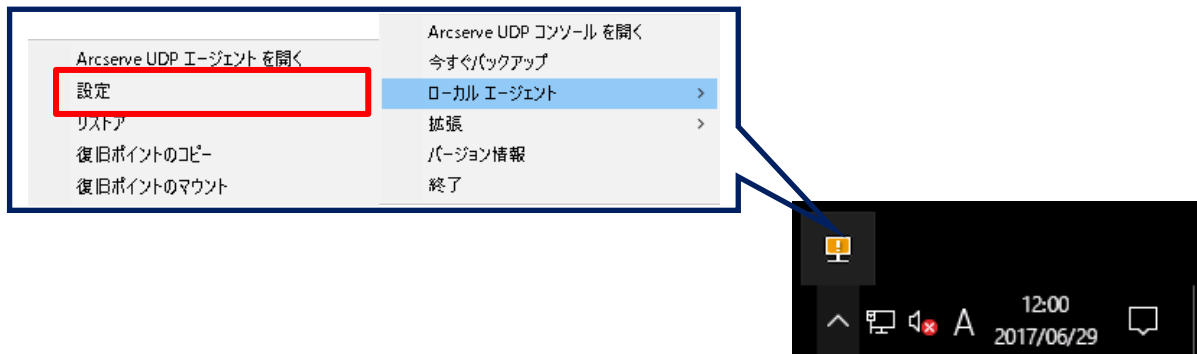 Arcserve UDP エージェント を開く
設定
リストア
復旧ポイントのコピー
復旧ポイントのマウント
Arcserve UDP コンソール を開く
今すぐバックアップ
ローカル エージェント
拡張
バージョン情報
終了
A
12:00
2017/06/29